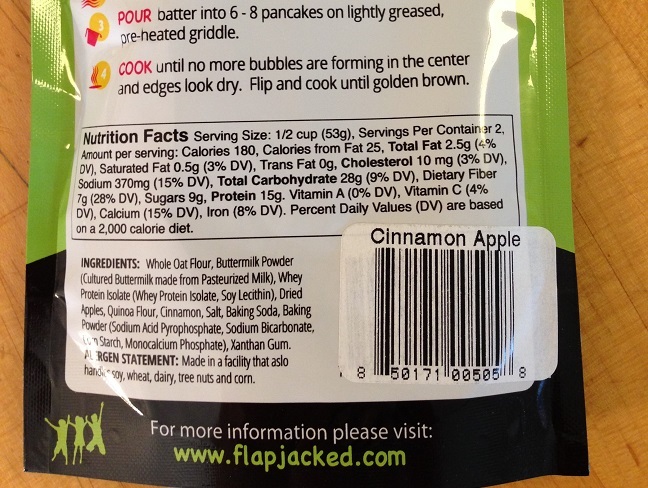 3 POUR batter into 6 - 8 pancakes on lightly greased,
pre-heated griddle.
4 COOK until no more bubbles are forming in the center
and edges look dry. Flip and cook until golden brown.
Nutrition Facts Serving Size: 1/2 cup (53g), Servings Per Container 2,
Amount per serving: Calories 180, Calories from Fat 25, Total Fat 2.5g (4%
DV), Saturated Fat 0.5g (3% DV), Trans Fat 0g, Cholesterol 10 mg (3% DV),
Sodium 370mg (15% DV), Total Carbohydrate 28g (9% DV), Dietary Fiber
7g (28% DV), Sugars 9g, Protein 15g. Vitamin A (0% DV), Vitamin C (4%
DV), Calcium (15% DV), Iron (8% DV). Percent Daily Values (DV) are based
on a 2,000 calorie diet.
INGREDIENTS: Whole Oat Flour, Buttermilk Powder
(Cultured Buttermilk made from Pasteurized Milk), Whey
Protein Isolate (Whey Protein Isolate, Soy Lecithin), Dried
Apples, Quinoa Flour, Cinnamon, Salt, Baking Soda, Baking
Powder (Sodium Acid Pyrophosphate, Sodium Bicarbonate,
Corn Starch, Monocalcium Phosphate), Xanthan Gum.
ALLERGEN STATEMENT: Made in a facility that aslo
handles soy, wheat, dairy, tree nuts and corn.
Cinnamon Apple
8 50171 00505 8
For more information please visit:
www.flapjacked.com